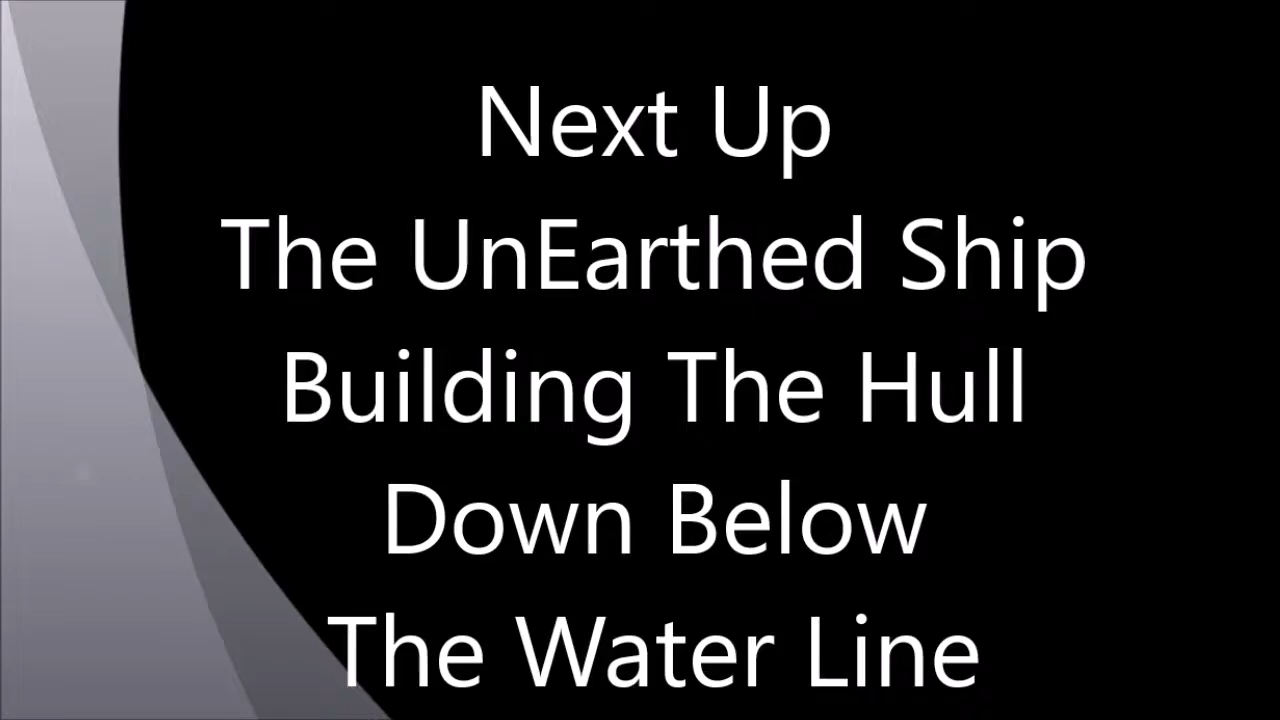 Next Up
The UnEarthed Ship
Building The Hull
Down Below
The Water Line